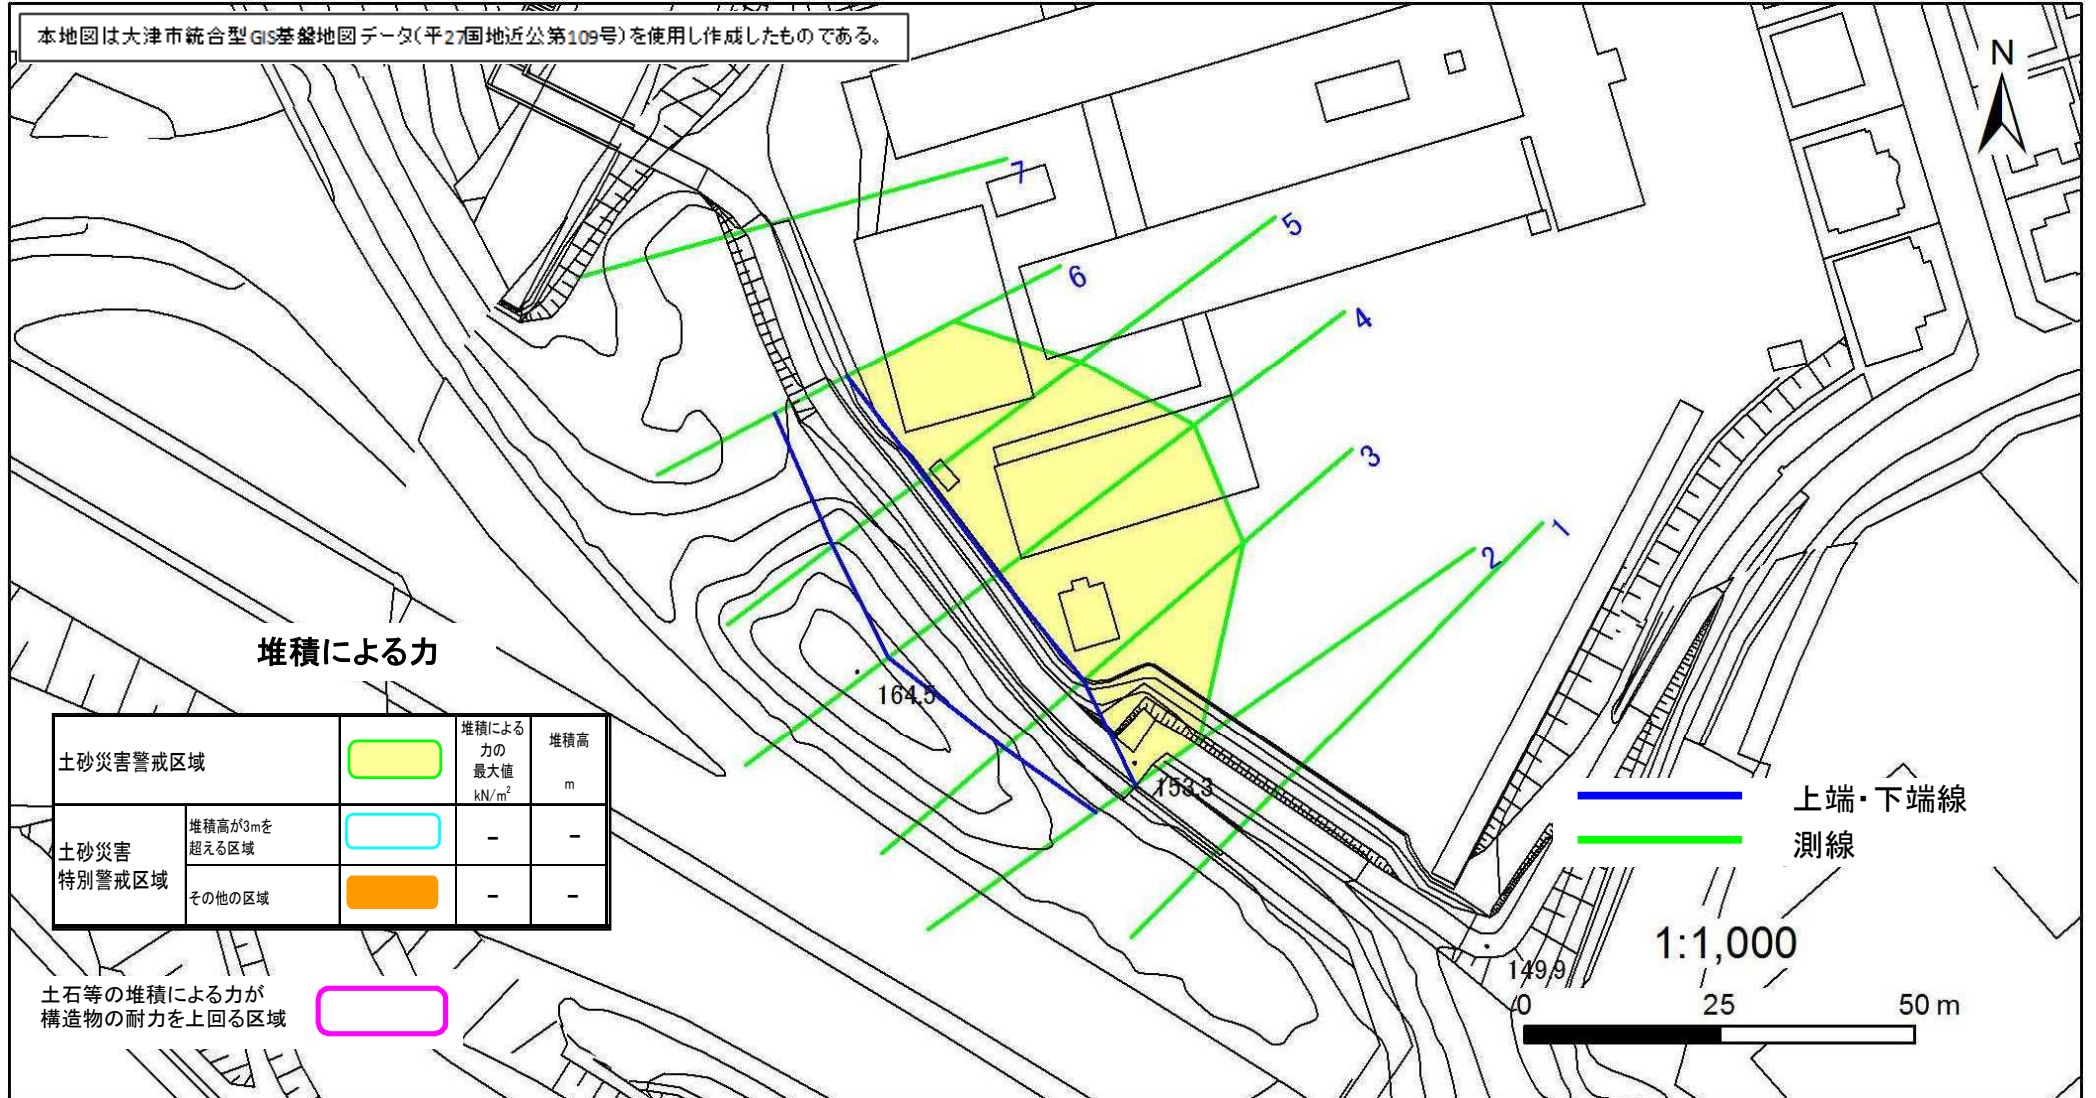 本地図は大津市統合型GIS基盤地図データ(平27国地近公第109号)を使用し作成したものである。
N
7
5
6
4
3
2
1
164.5
153.3
149.9
堆積による力
土砂災害警戒区域
堆積による
力の
最大値
kN/m²
堆積高
m
土砂災害
特別警戒区域
堆積高が3mを
超える区域
-
-
その他の区域
-
-
土石等の堆積による力が
構造物の耐力を上回る区域
上端・下端線
測線
1:1,000
0 25 50 m